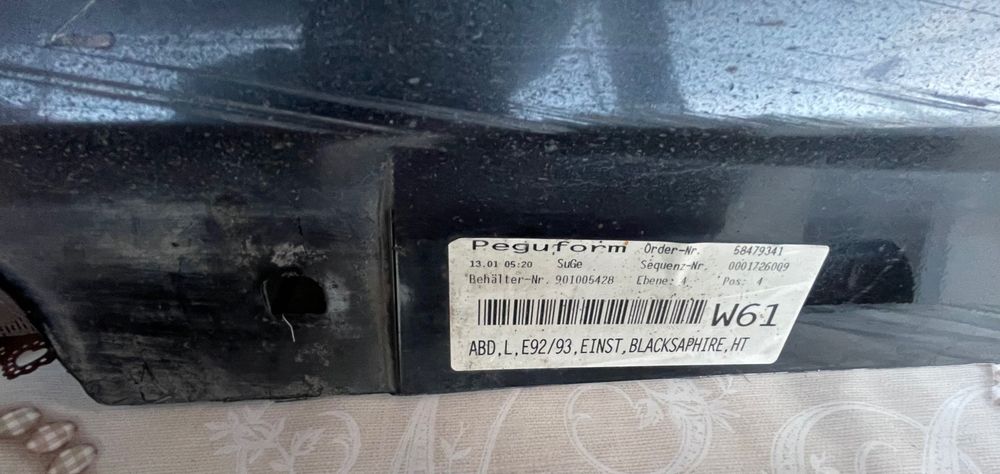 Peguform Order-Nr. 58479341
13.01 05:20 SuGe Sequenz-Nr. 0001726009
Behälter-Nr. 901005428 Ebene: 4 Pos: 4
W61
ABD,L,E92/93,EINST,BLACKSAPHIRE,HT